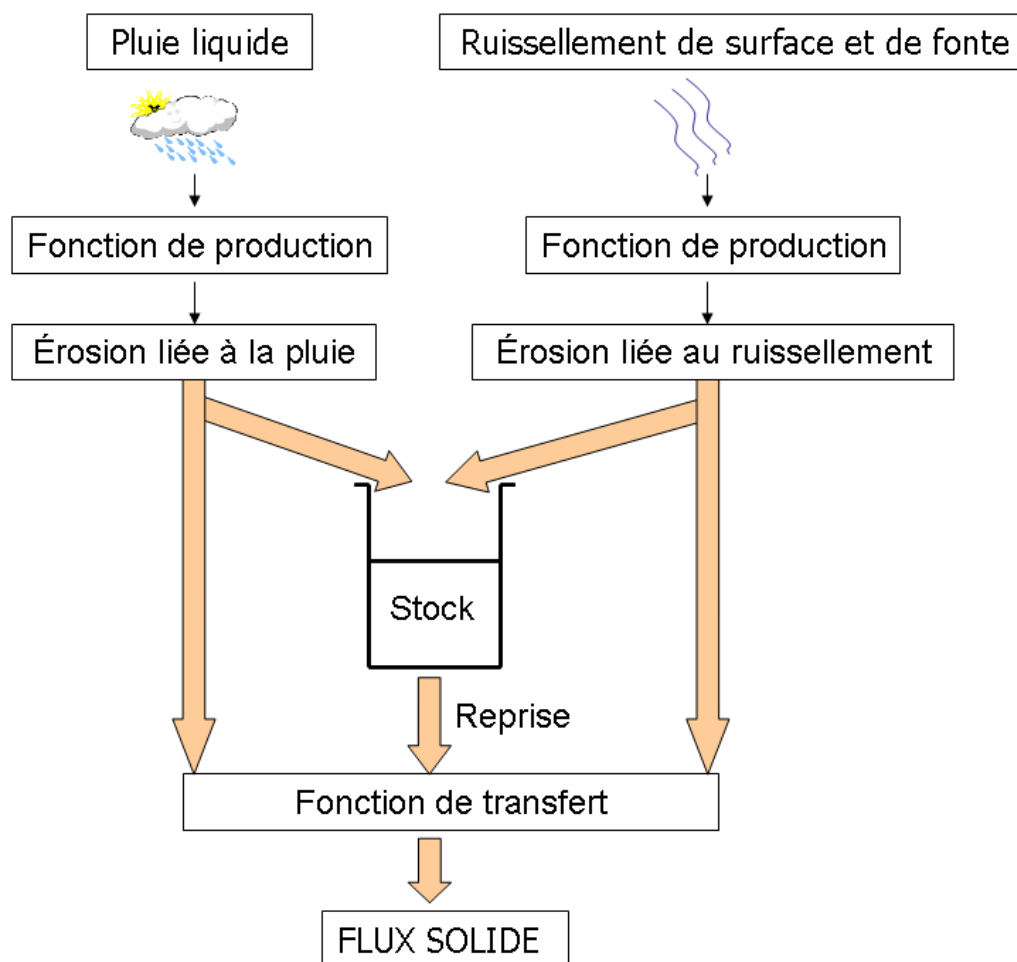 Pluie liquide
Ruissellement de surface et de fonte
Fonction de production
Fonction de production
Érosion liée à la pluie
Érosion liée au ruissellement
Stock
Reprise
Fonction de transfert
FLUX SOLIDE